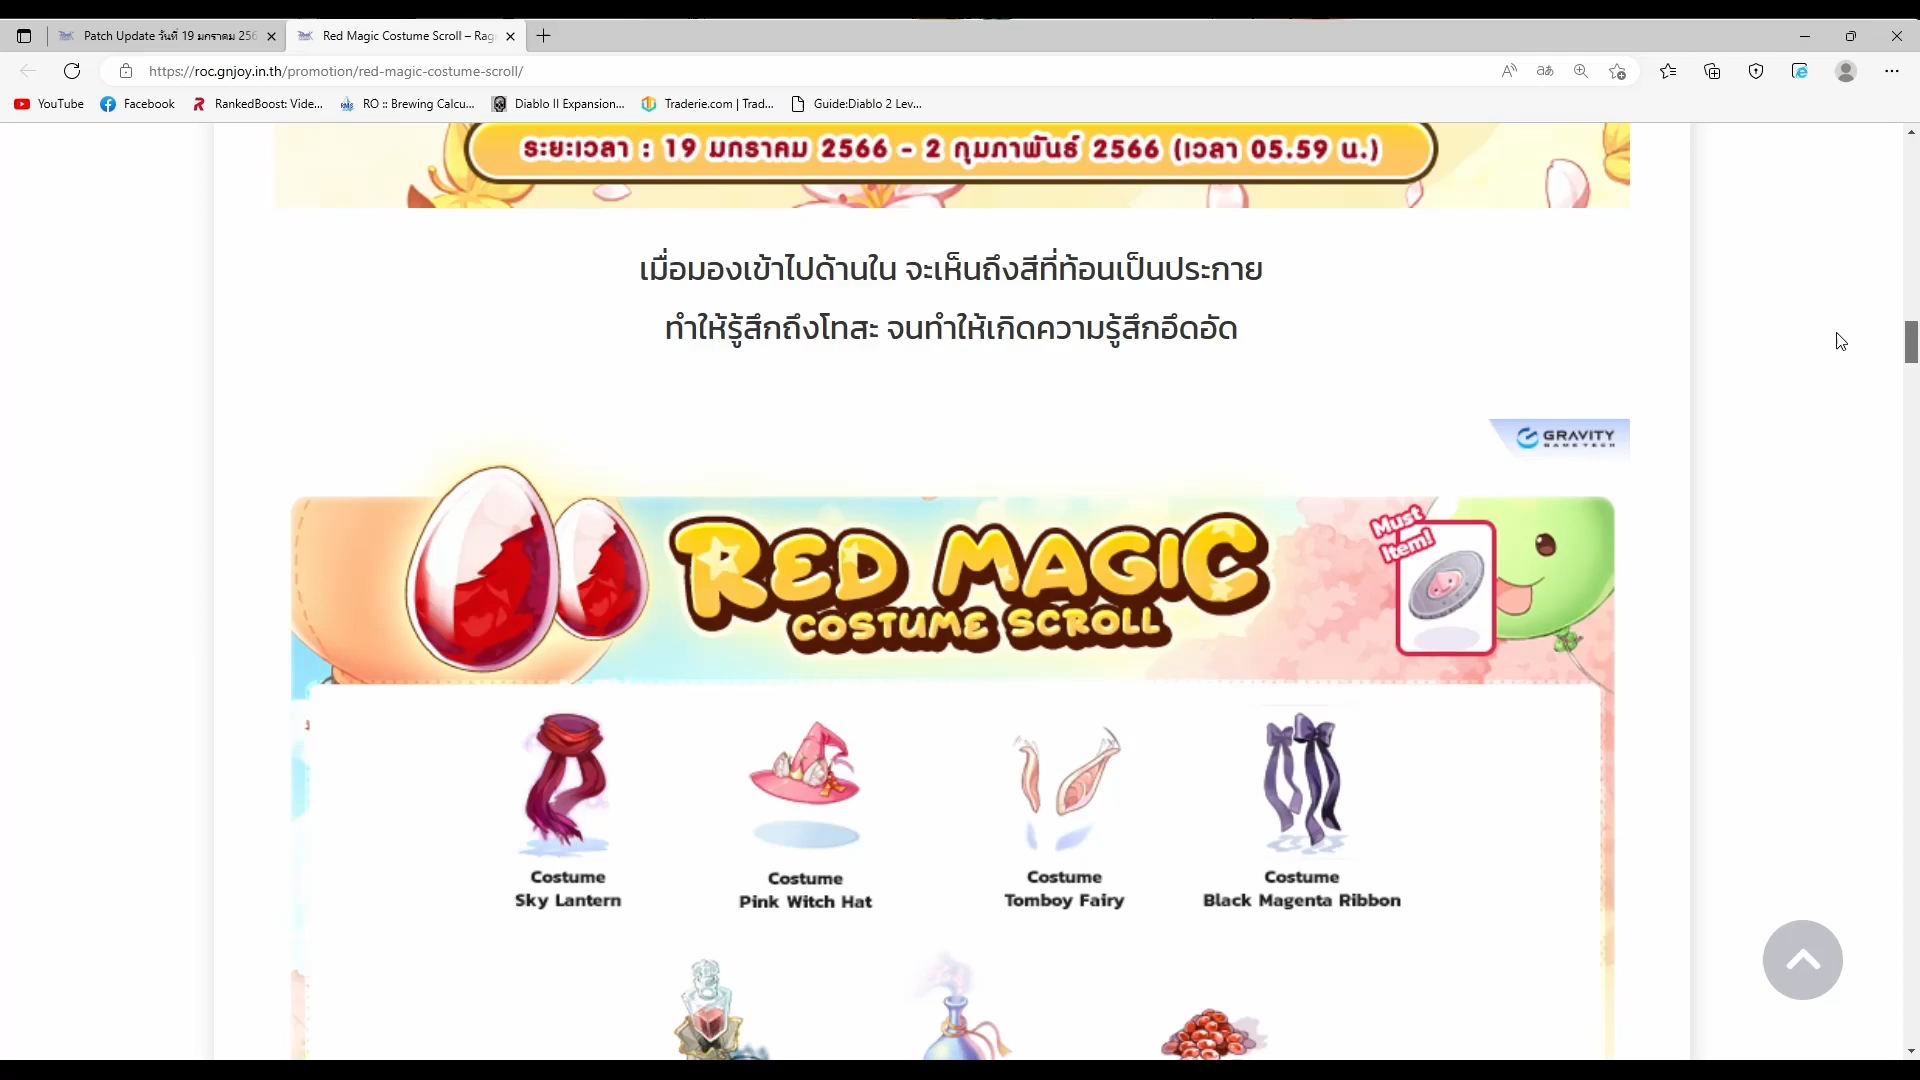 Patch Update วันที่ 19 มกราคม 256
Red Magic Costume Scroll – Rag
https://roc.gnjoy.in.th/promotion/red-magic-costume-scroll/
YouTube
Facebook
RankedBoost: Vide...
RO :: Brewing Calcu...
Diablo II Expansion...
Traderie.com | Trad...
Guide:Diablo 2 Lev...
ระยะเวลา : 19 มกราคม 2566 - 2 กุมภาพันธ์ 2566 (เวลา 05.59 น.)
เมื่อมองเข้าไปด้านใน จะเห็นถึงสีที่ท้อนเป็นประกาย
ทำให้รู้สึกถึงโทสะ จนทำให้เกิดความรู้สึกอึดอัด
GRAVITY
GAME TECH
RED MAGIC
COSTUME SCROLL
Must
Item!
Costume
Sky Lantern
Costume
Pink Witch Hat
Costume
Tomboy Fairy
Costume
Black Magenta Ribbon